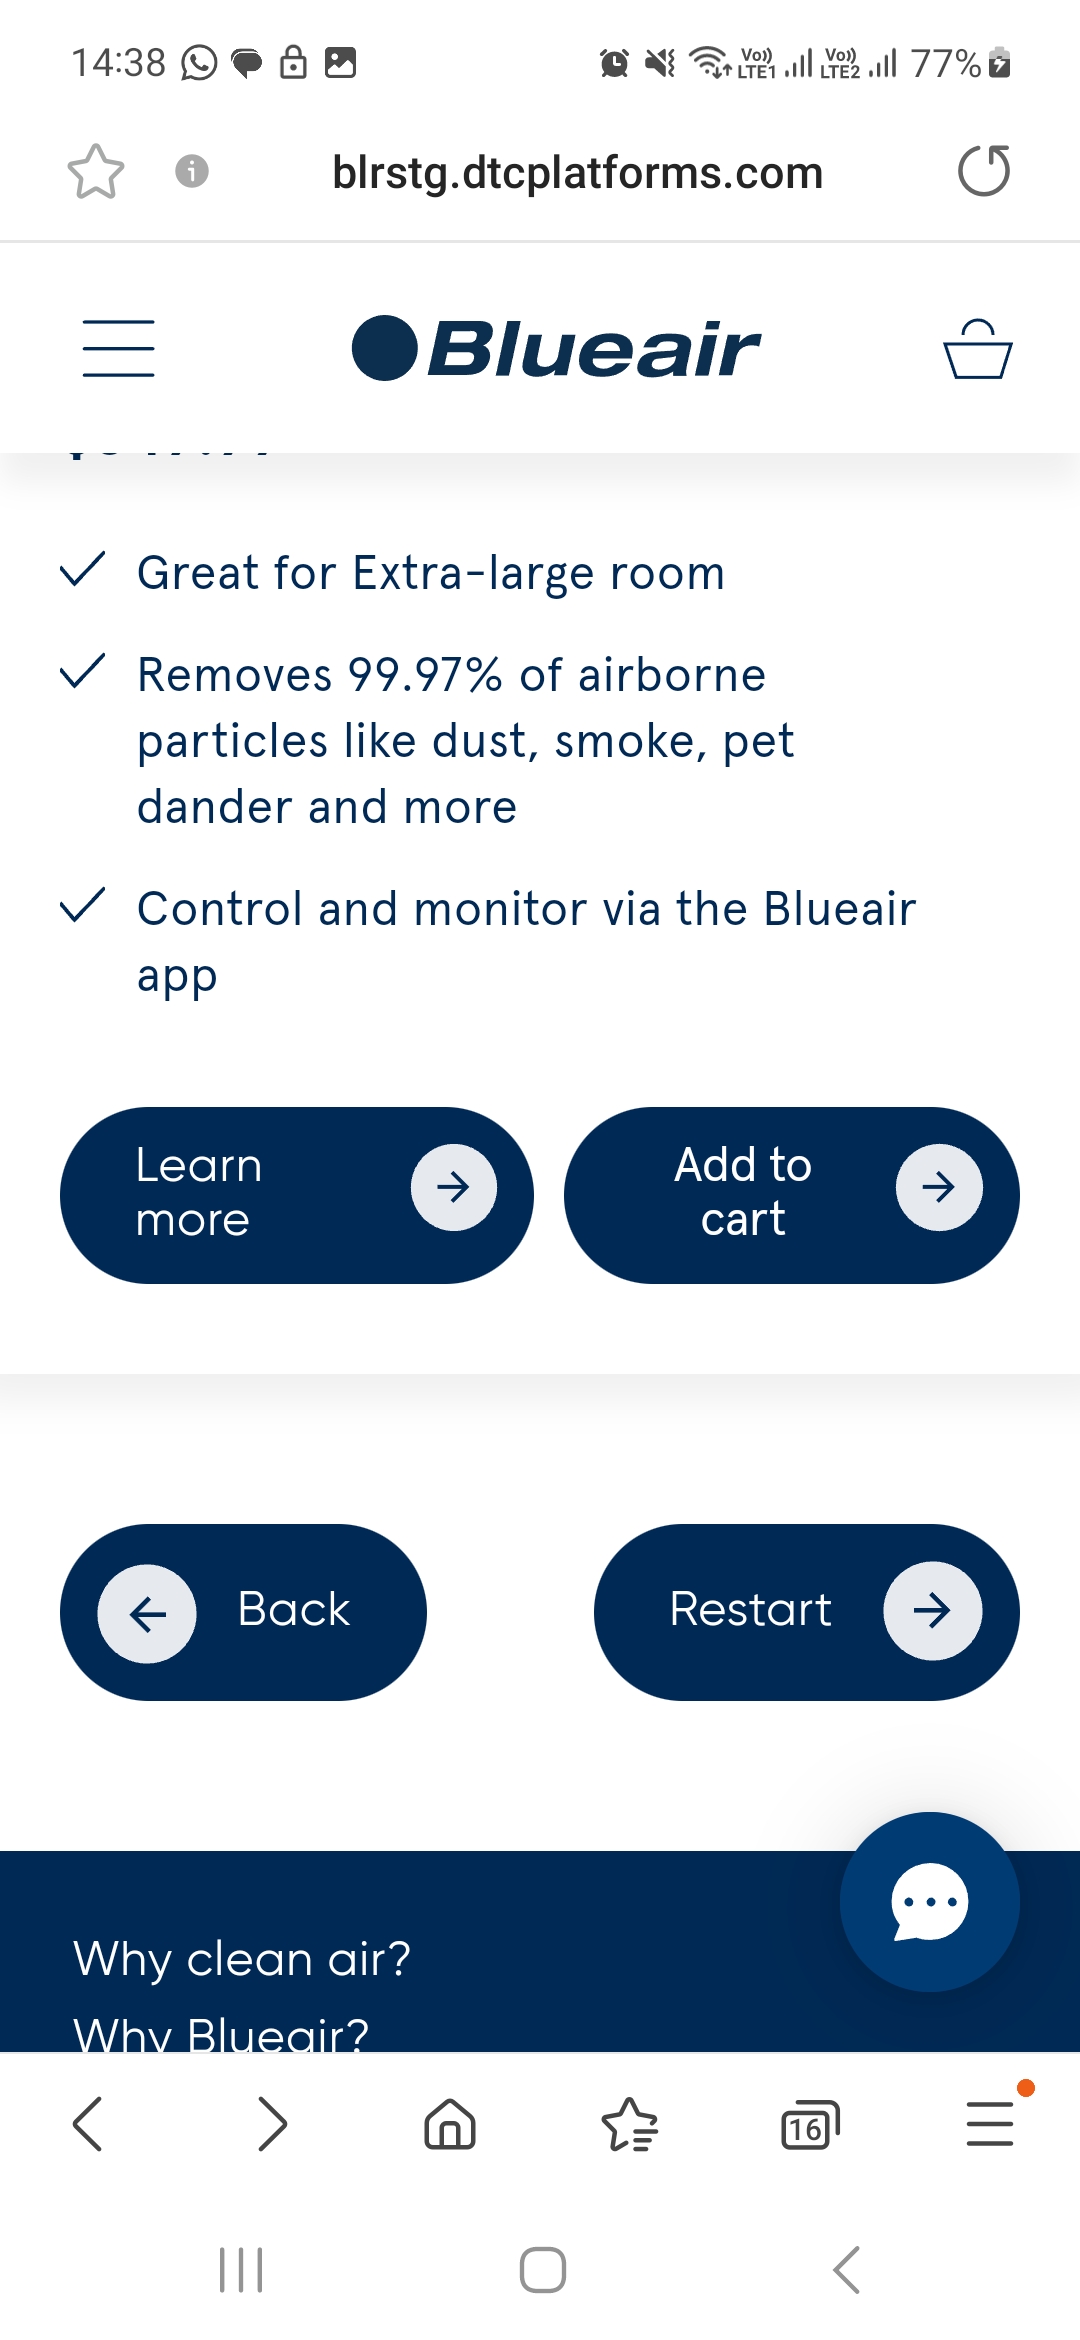 14:38
Vo)) LTE1 Vo)) LTE2 77%
blrstg.dtcplatforms.com
Blueair
Great for Extra-large room
Removes 99.97% of airborne
particles like dust, smoke, pet
dander and more
Control and monitor via the Blueair
app
Learn
more
Add to
cart
Back
Restart
Why clean air?
Why Blueair?
16